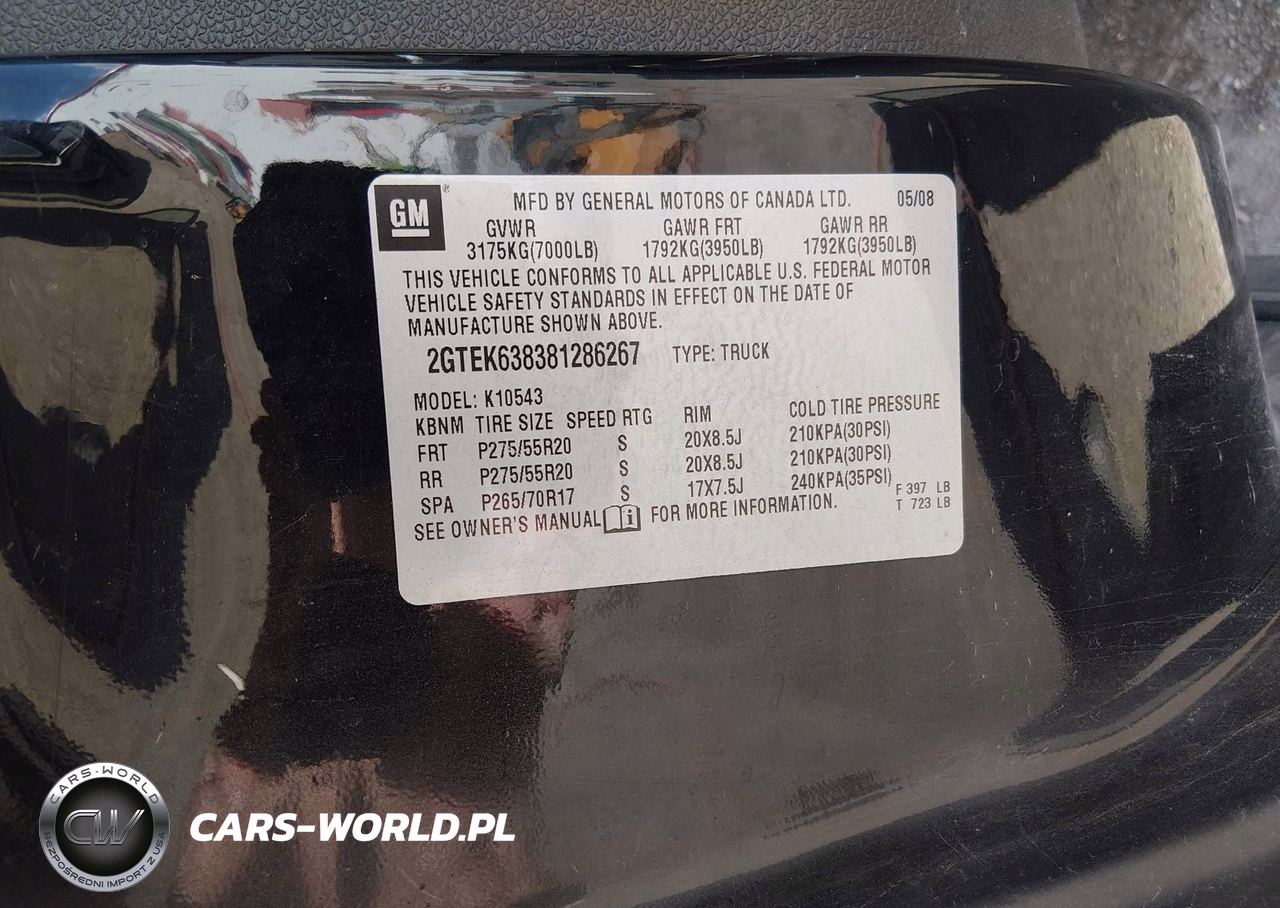 GM ® MFD BY GENERAL MOTORS OF CANADA LTD. 05/08
GVWR GAWR FRT GAWR RR
3175KG(7000LB) 1792KG(3950LB) 1792KG(3950LB)
THIS VEHICLE CONFORMS TO ALL APPLICABLE U.S. FEDERAL MOTOR
VEHICLE SAFETY STANDARDS IN EFFECT ON THE DATE OF
MANUFACTURE SHOWN ABOVE.
2GTEK638381286267 TYPE: TRUCK
MODEL: K10543
KBNM TIRE SIZE SPEED RTG RIM COLD TIRE PRESSURE
FRT P275/55R20 S 20X8.5J 210KPA(30PSI)
RR P275/55R20 S 20X8.5J 210KPA(30PSI)
SPA P265/70R17 S 17X7.5J 240KPA(35PSI)
F 397 LB
T 723 LB
SEE OWNER'S MANUAL FOR MORE INFORMATION.
CARS-WORLD
CW
BEZPOŚREDNI IMPORT Z USA
CARS-WORLD.PL